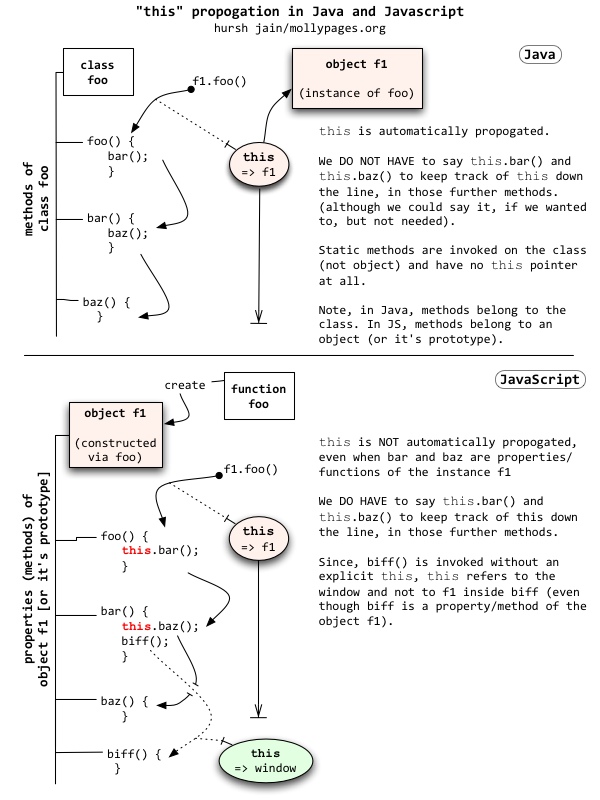 "this" propogation in Java and Javascript
hursh jain/mollypages.org
Java
class
foo
f1.foo()
object f1
(instance of foo)
foo() {
bar();
}
this
=> f1
bar() {
baz();
}
baz() {
}
methods of
class foo
this is automatically propogated.
We DO NOT HAVE to say this.bar() and
this.baz() to keep track of this down
the line, in those further methods.
(although we could say it, if we wanted
to, but not needed).
Static methods are invoked on the class
(not object) and have no this pointer
at all.
Note, in Java, methods belong to the
class. In JS, methods belong to an
object (or it's prototype).
JavaScript
create
function
foo
object f1
(constructed
via foo)
f1.foo()
foo() {
this.bar();
}
this
=> f1
bar() {
this.baz();
biff();
}
baz() {
}
biff() {
}
this
=> window
properties (methods) of
object f1 [or it's prototype]
this is NOT automatically propogated,
even when bar and baz are properties/
functions of the instance f1
We DO HAVE to say this.bar() and
this.baz() to keep track of this down
the line, in those further methods.
Since, biff() is invoked without an
explicit this, this refers to the
window and not to f1 inside biff (even
though biff is a property/method of the
object f1).